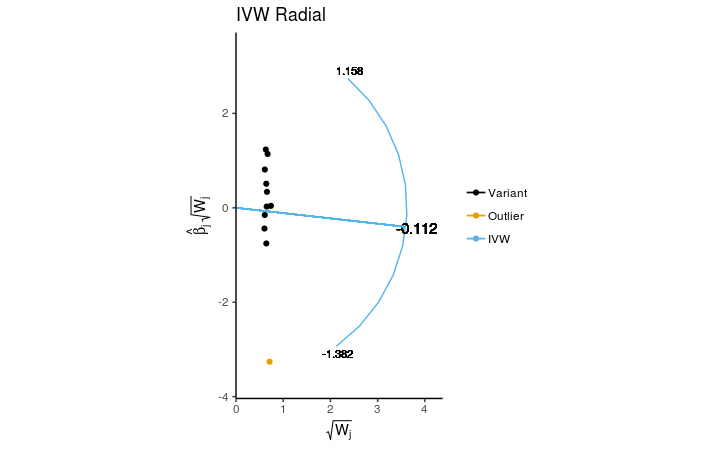 IVW Radial
1.158
2
0
-2
-4
β̂j√Wj
-0.112
-1.382
0 1 2 3 4
√Wj
Variant
Outlier
IVW